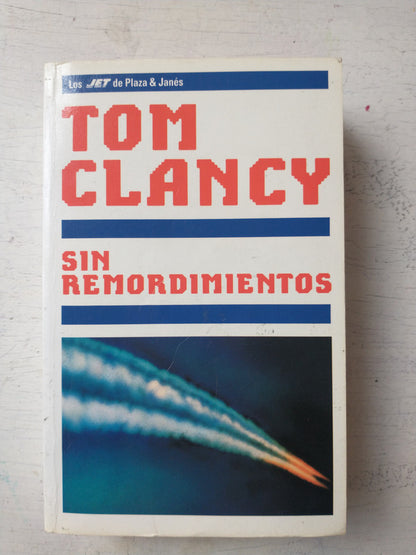 Los JET de Plaza & Janés
TOM
CLANCY
SIN
REMORDIMIENTOS